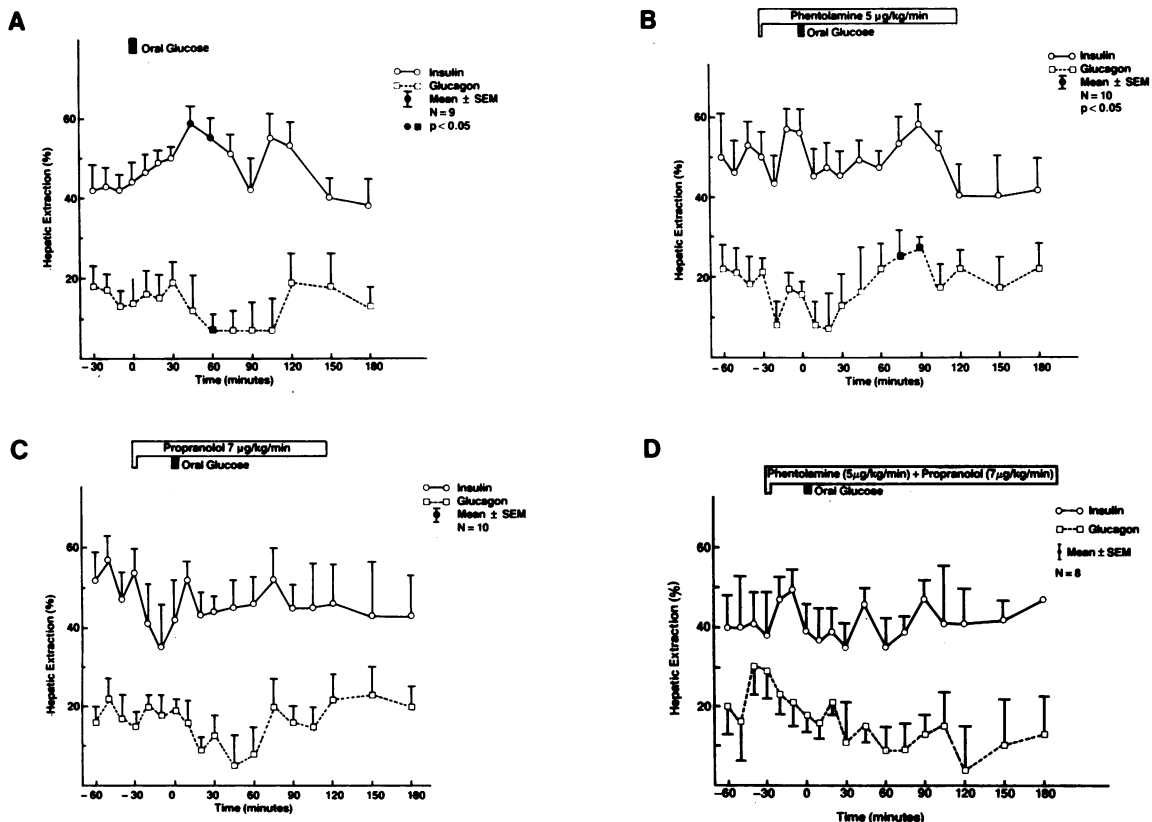 A
Oral Glucose
Insulin
Glucagon
Mean ± SEM
N = 9
p < 0.05
60
40
20
Hepatic Extraction (%)
−30 0 30 60 90 120 150 180
Time (minutes)
B
Phentolamine 5 µg/kg/min
Oral Glucose
Insulin
Glucagon
Mean ± SEM
N = 10
p < 0.05
60
40
20
Hepatic Extraction (%)
−60 −30 0 30 60 90 120 150 180
Time (minutes)
C
Propranolol 7 µg/kg/min
Oral Glucose
Insulin
Glucagon
Mean ± SEM
N = 10
60
40
20
Hepatic Extraction (%)
−60 −30 0 30 60 90 120 150 180
Time (minutes)
D
Phentolamine (5µg/kg/min) + Propranolol (7µg/kg/min)
Oral Glucose
Insulin
Glucagon
Mean ± SEM
N = 8
60
40
20
Hepatic Extraction (%)
−60 −30 0 30 60 90 120 150 180
Time (minutes)